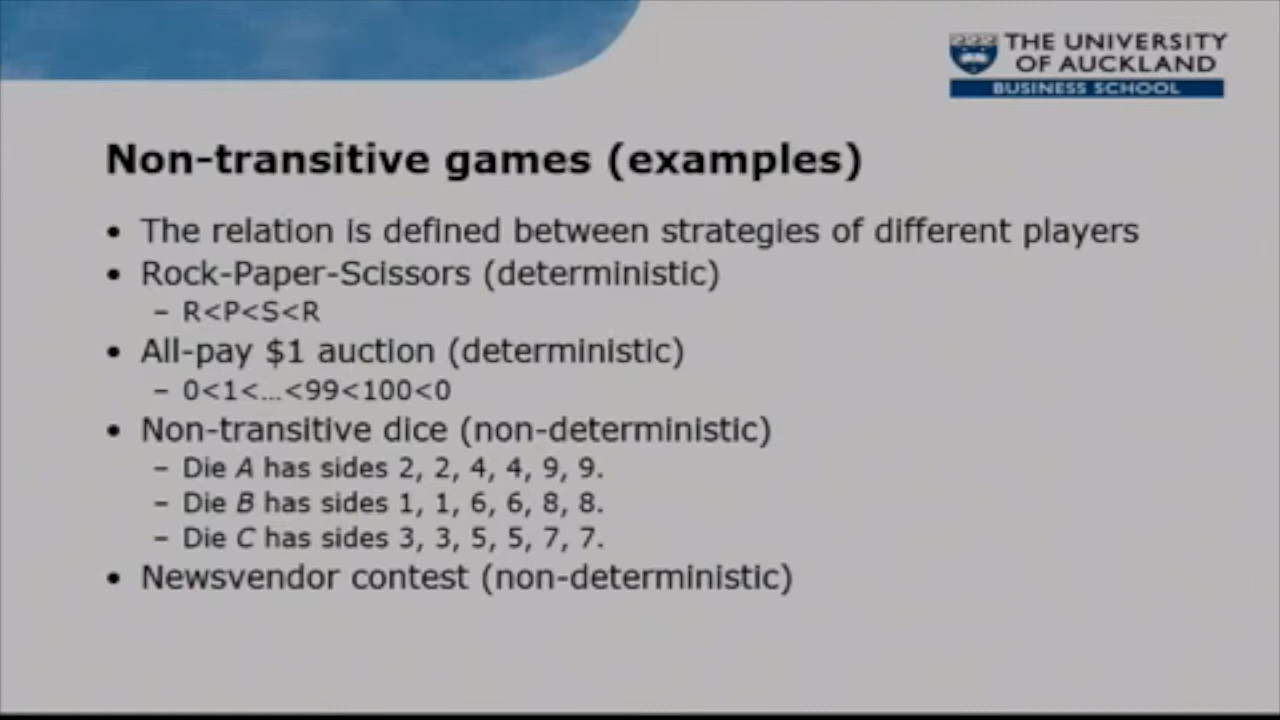 THE UNIVERSITY
OF AUCKLAND
BUSINESS SCHOOL
Non-transitive games (examples)
• The relation is defined between strategies of different players
• Rock-Paper-Scissors (deterministic)
– R<P<S<R
• All-pay $1 auction (deterministic)
– 0<1<...<99<100<0
• Non-transitive dice (non-deterministic)
– Die A has sides 2, 2, 4, 4, 9, 9.
– Die B has sides 1, 1, 6, 6, 8, 8.
– Die C has sides 3, 3, 5, 5, 7, 7.
• Newsvendor contest (non-deterministic)